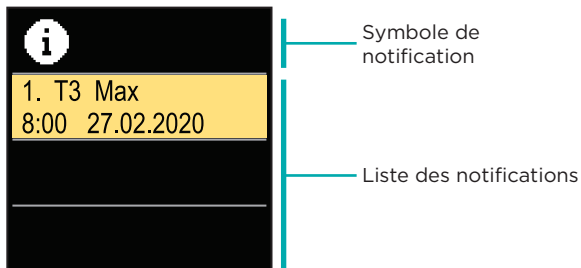 i
1. T3 Max
8:00 27.02.2020
Symbole de
notification
Liste des notifications